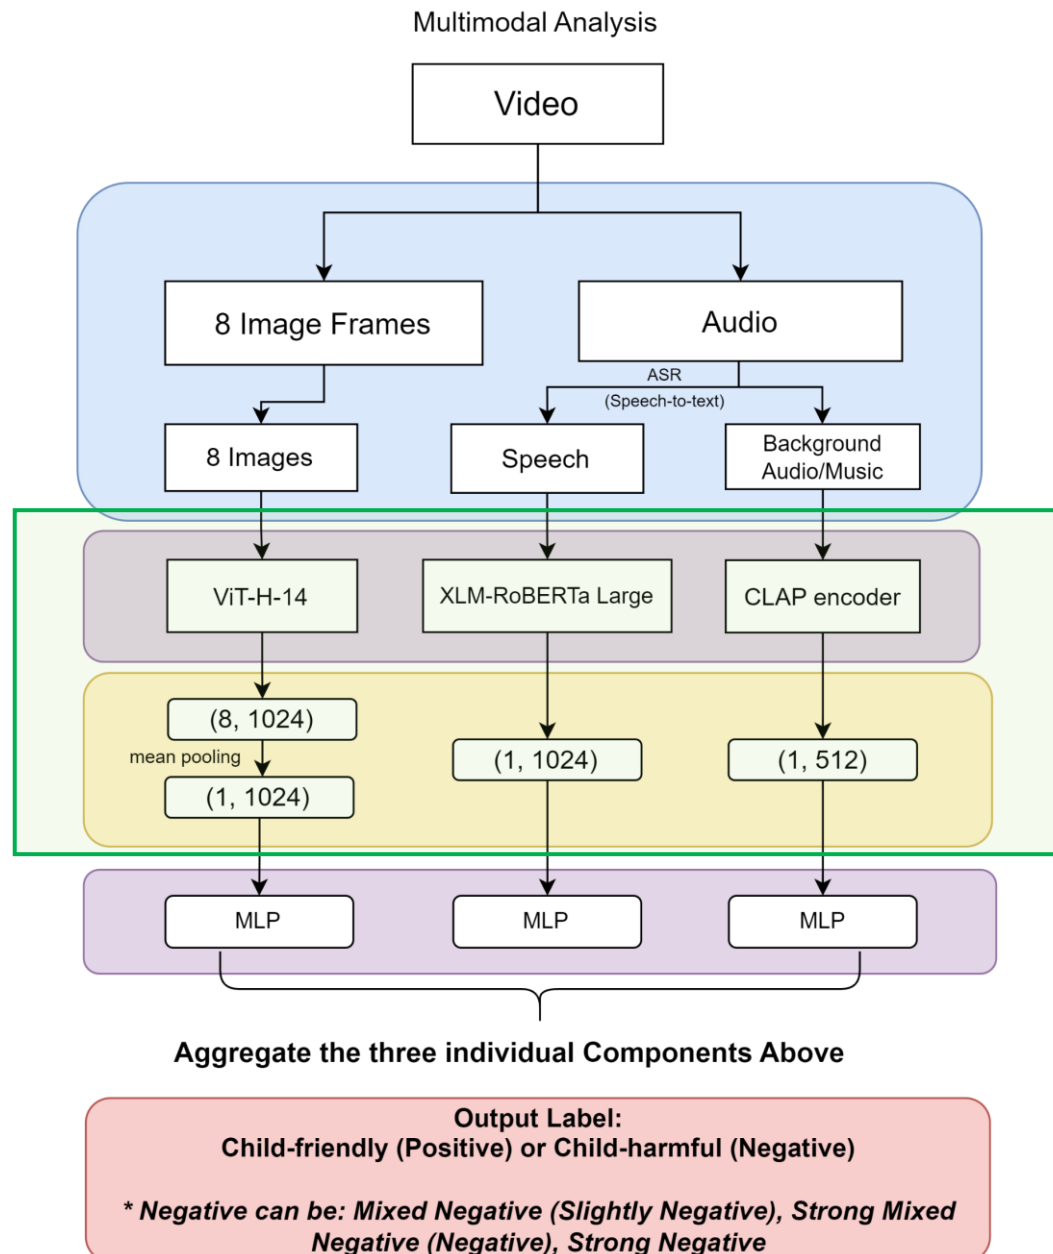 Multimodal Analysis
Video
8 Image Frames
Audio
ASR
(Speech-to-text)
8 Images
Speech
Background
Audio/Music
ViT-H-14
XLM-RoBERTa Large
CLAP encoder
(8, 1024)
mean pooling
(1, 1024)
(1, 1024)
(1, 512)
MLP
MLP
MLP
Aggregate the three individual Components Above
Output Label:
Child-friendly (Positive) or Child-harmful (Negative)
* Negative can be: Mixed Negative (Slightly Negative), Strong Mixed
Negative (Negative), Strong Negative